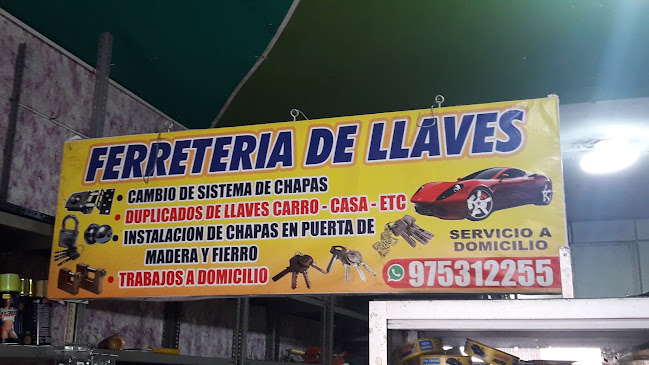 FERRETERIA DE LLAVES
• CAMBIO DE SISTEMA DE CHAPAS
• DUPLICADOS DE LLAVES CARRO - CASA - ETC
• INSTALACION DE CHAPAS EN PUERTA DE
MADERA Y FIERRO
• TRABAJOS A DOMICILIO
SERVICIO A
DOMICILIO
975312255